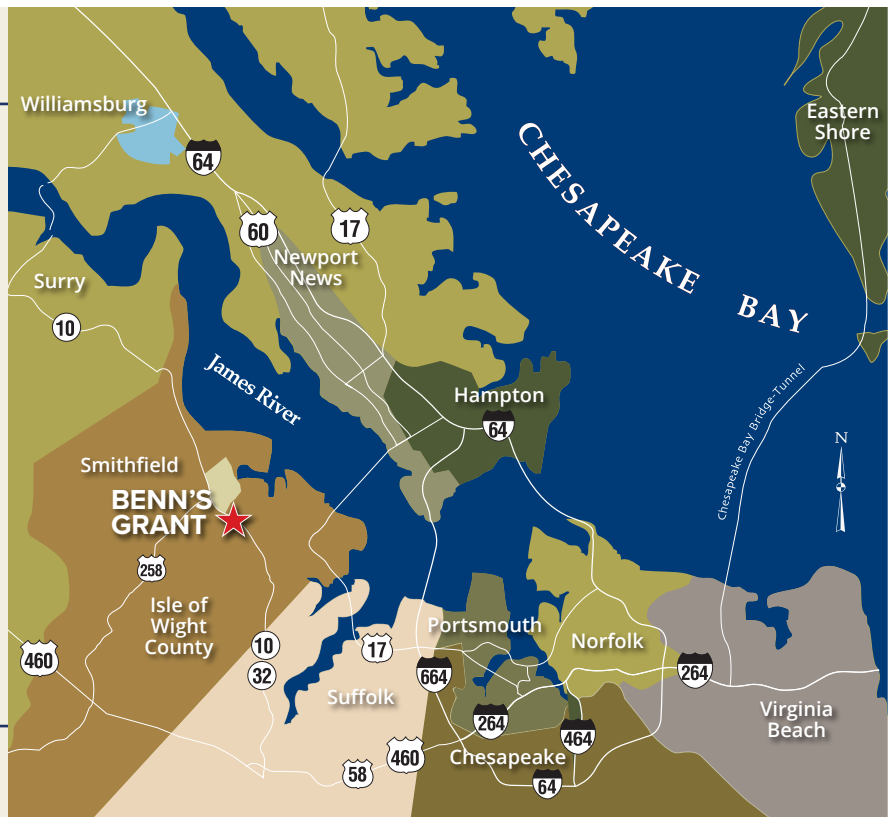 Williamsburg
64
60
17
Newport
News
CHESAPEAKE BAY
Eastern
Shore
Surry
10
James River
Hampton
64
Chesapeake Bay Bridge-Tunnel
N
Smithfield
BENN'S
GRANT
258
Isle of
Wight
County
460
10
32
17
Portsmouth
Norfolk
664
264
Suffolk
264
464
Virginia
Beach
Chesapeake
460
58
64